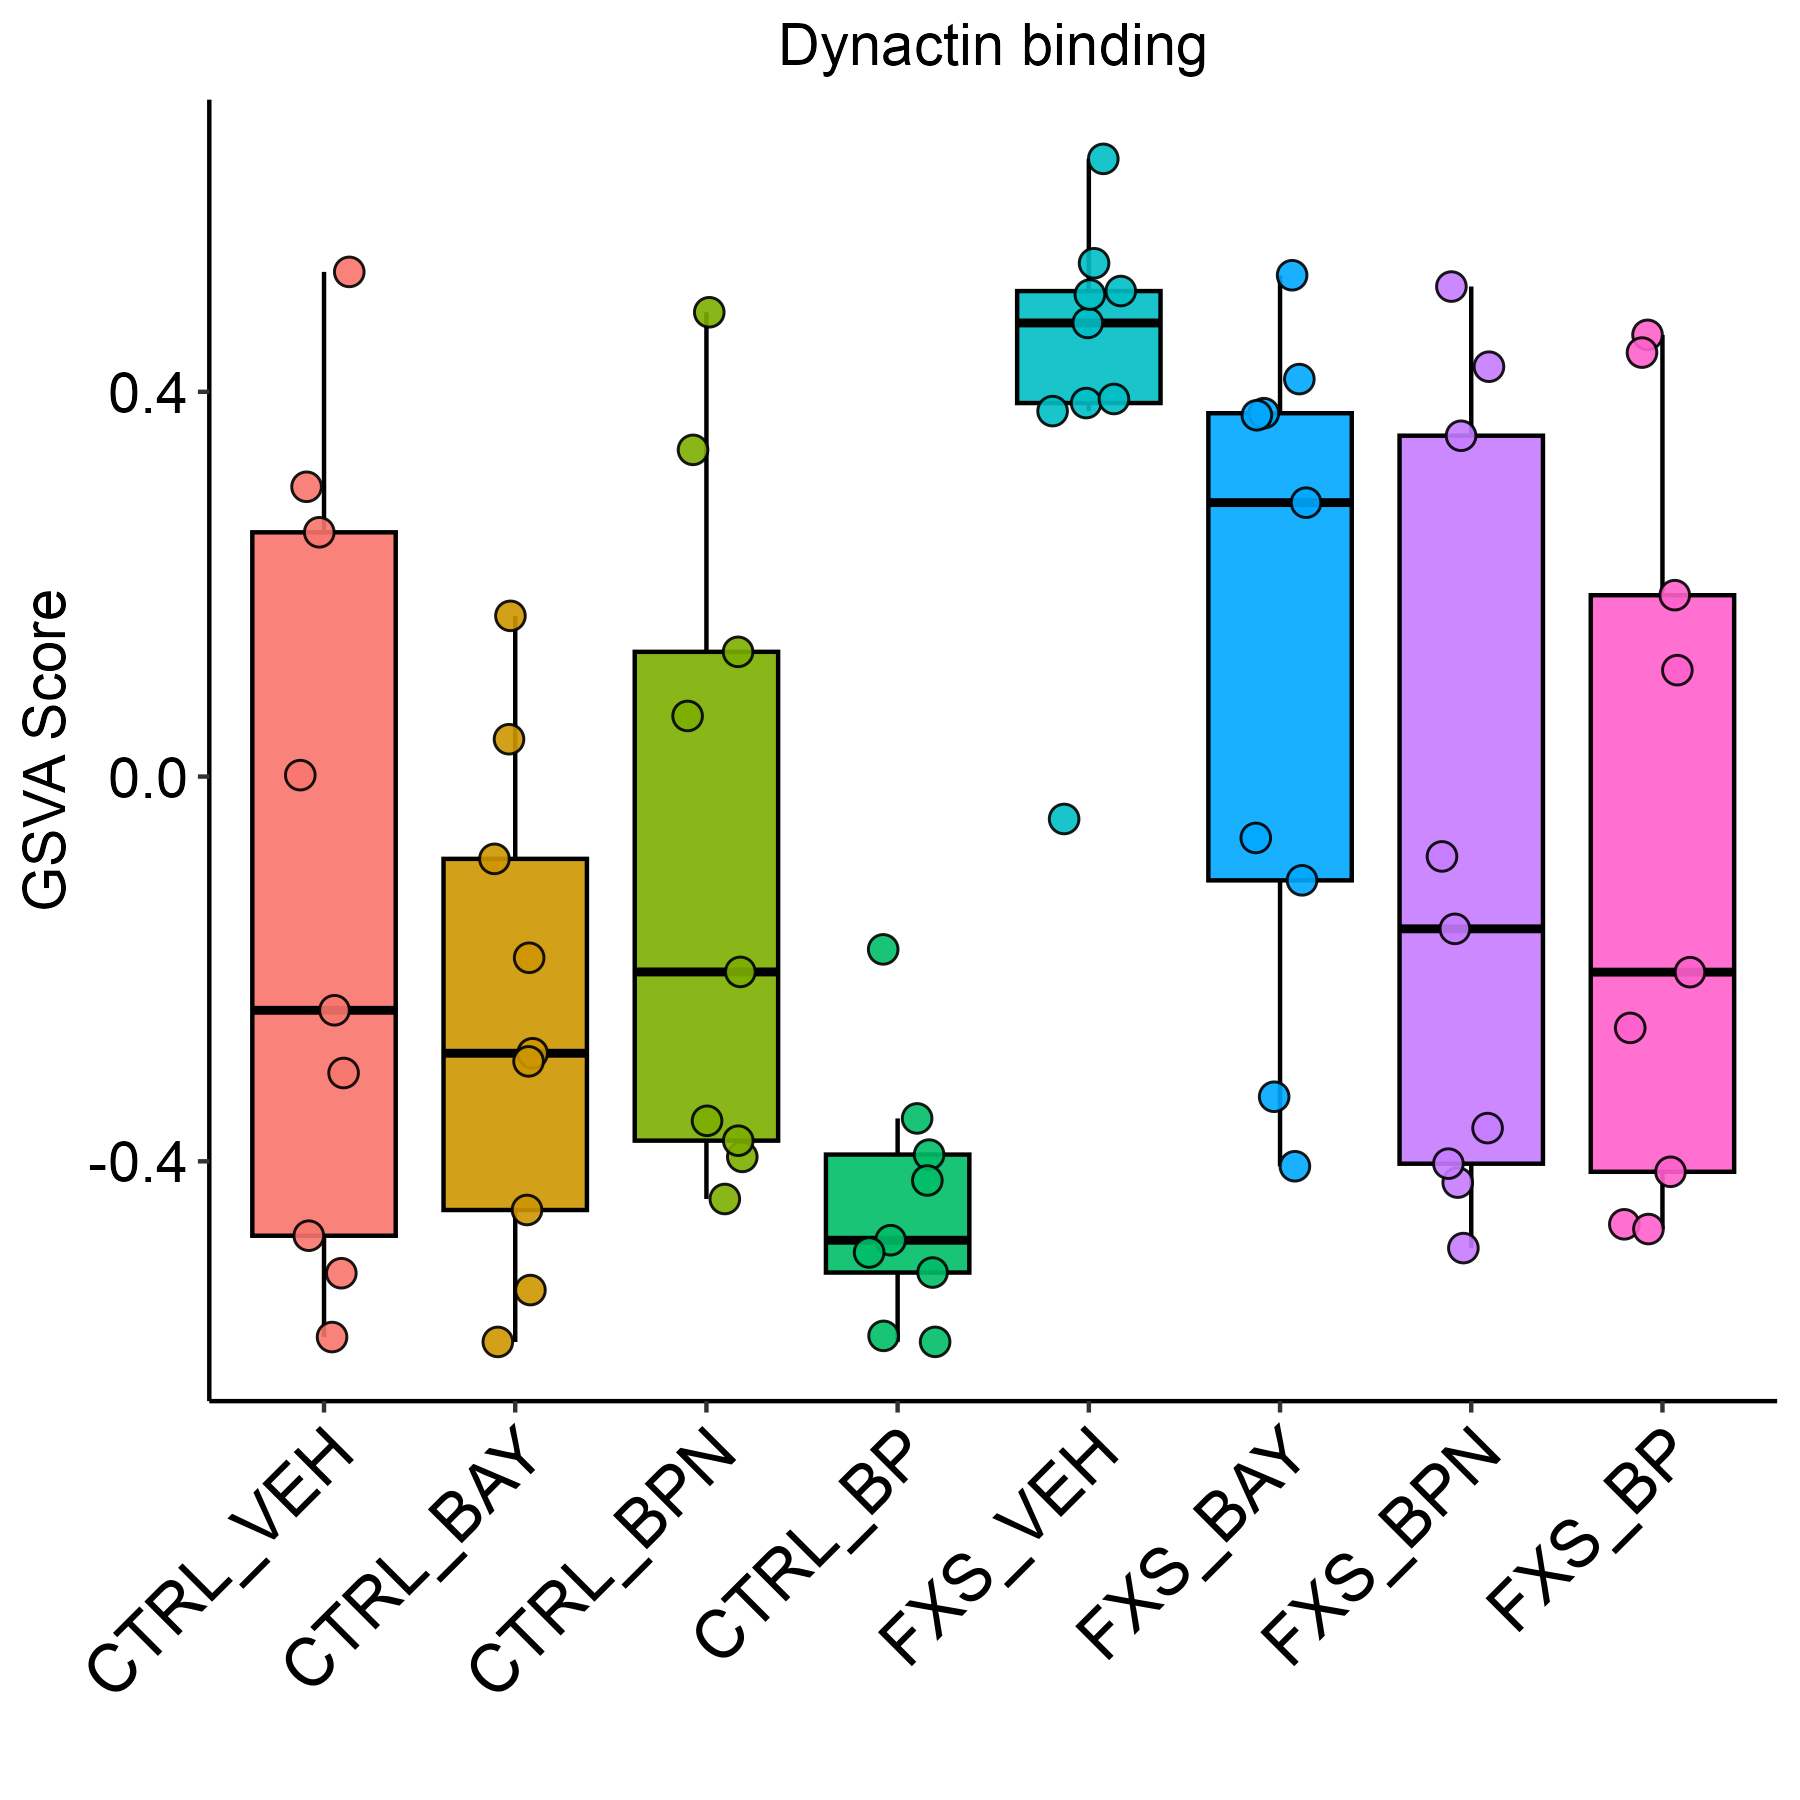 Dynactin binding
GSVA Score
0.4
0.0
-0.4
CTRL_VEH
CTRL_BAY
CTRL_BPN
CTRL_BP
FXS_VEH
FXS_BAY
FXS_BPN
FXS_BP